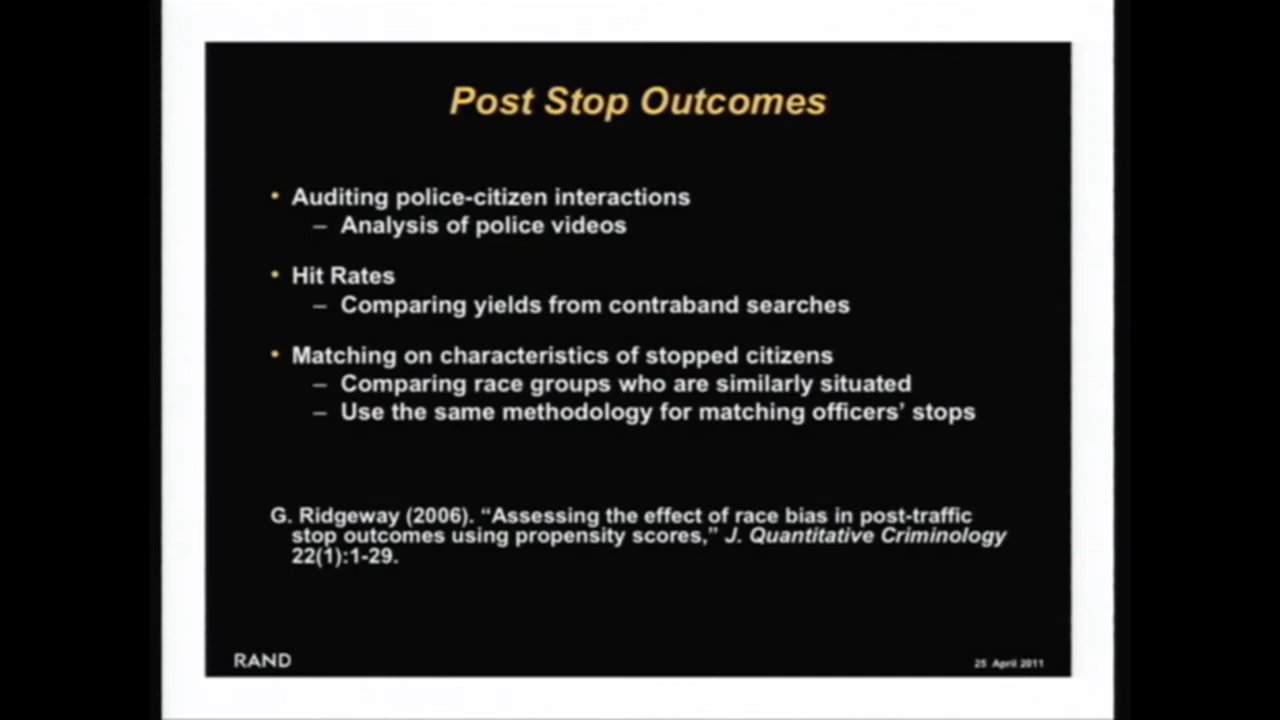 Post Stop Outcomes
• Auditing police-citizen interactions
– Analysis of police videos
• Hit Rates
– Comparing yields from contraband searches
• Matching on characteristics of stopped citizens
– Comparing race groups who are similarly situated
– Use the same methodology for matching officers’ stops
G. Ridgeway (2006). “Assessing the effect of race bias in post-traffic
stop outcomes using propensity scores,” J. Quantitative Criminology
22(1):1-29.
RAND
25 April 2011